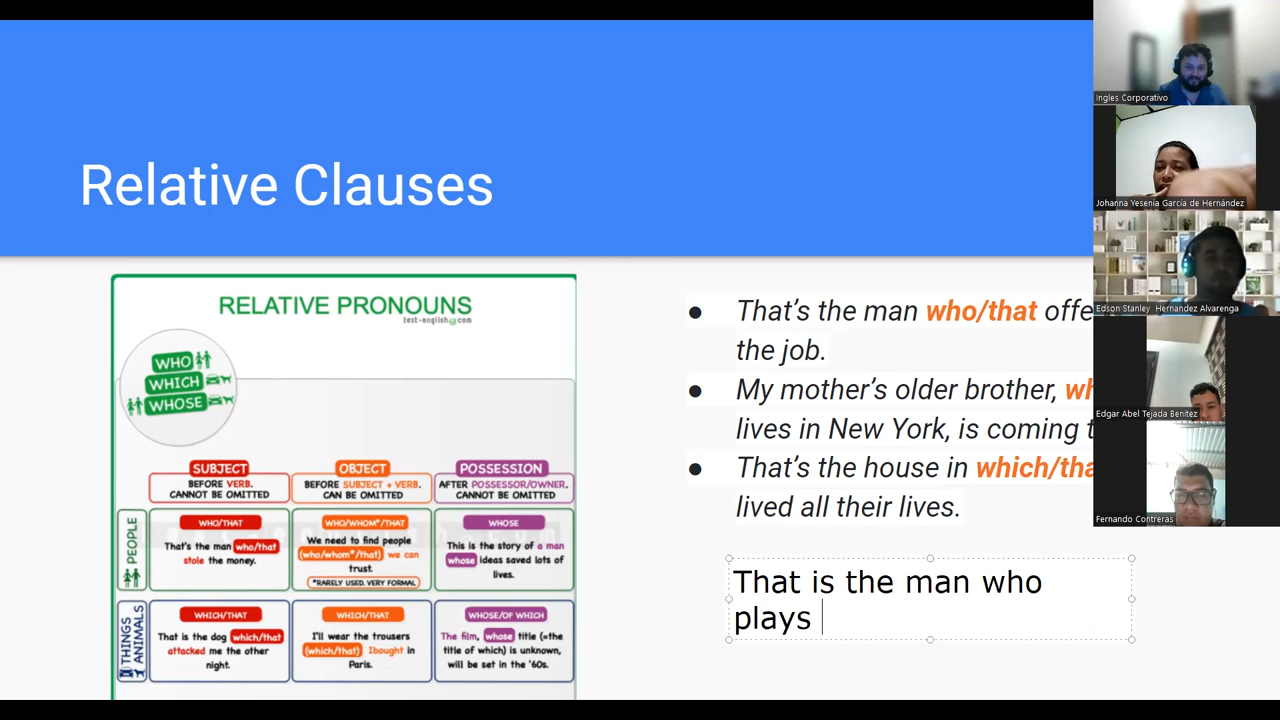 Relative Clauses
RELATIVE PRONOUNS
test-english.com
WHO
WHICH
WHOSE
SUBJECT
BEFORE VERB.
CANNOT BE OMITTED
OBJECT
BEFORE SUBJECT + VERB.
CAN BE OMITTED
POSSESSION
AFTER POSSESSOR/OWNER.
CANNOT BE OMITTED
PEOPLE
WHO/THAT
That's the man who/that
stole the money.
WHO/WHOM*/THAT
We need to find people
(who/whom*/that) we can
trust.
*RARELY USED. VERY FORMAL
WHOSE
This is the story of a man
whose ideas saved lots of
lives.
THINGS
ANIMALS
WHICH/THAT
That is the dog which/that
attacked me the other
night.
WHICH/THAT
I'll wear the trousers
(which/that) I bought in
Paris.
WHOSE/OF WHICH
The film, whose title (=the
title of which) is unknown,
will be set in the '60s.
• That's the man who/that offe
the job.
• My mother's older brother, wh
lives in New York, is coming t
• That's the house in which/tha
lived all their lives.
That is the man who
plays
Ingles Corporativo
Johanna Yesenia García de Hernández
Edson Stanley Hernandez Alvarenga
Edgar Abel Tejada Benitez
Fernando Contreras